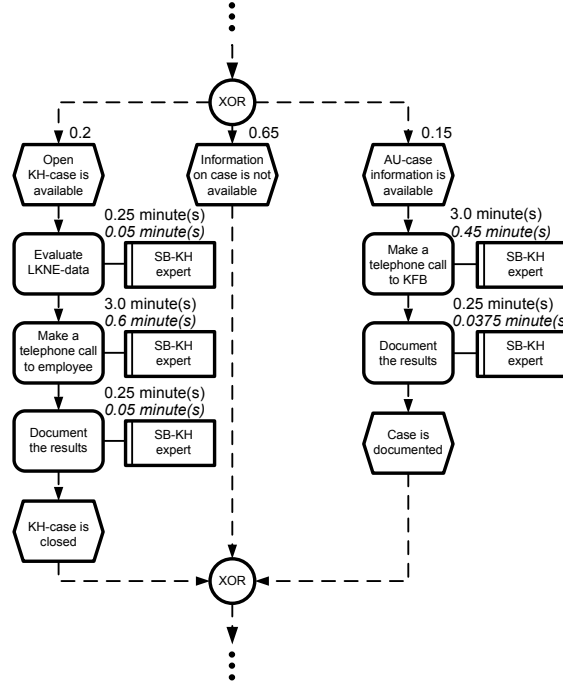 XOR
0.2
0.65
0.15
Open
KH-case is
available
Information
on case is not
available
AU-case
information is
available
0.25 minute(s)
0.05 minute(s)
Evaluate
LKNE-data
SB-KH
expert
3.0 minute(s)
0.45 minute(s)
Make a
telephone call
to KFB
SB-KH
expert
3.0 minute(s)
0.6 minute(s)
Make a
telephone call
to employee
SB-KH
expert
0.25 minute(s)
0.0375 minute(s
Document
the results
SB-KH
expert
0.25 minute(s)
0.05 minute(s)
Document
the results
SB-KH
expert
Case is
documented
KH-case is
closed
XOR